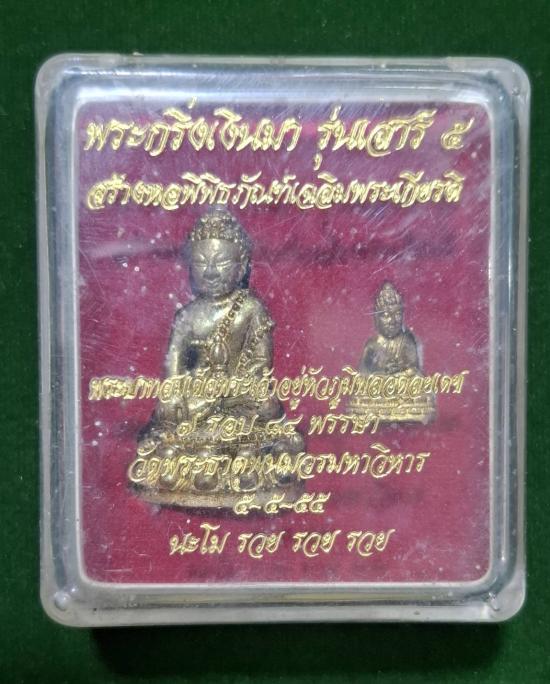 พระกริ่งเงินมา รุ่นเสาร์ ๕
สร้างหอพิพิธภัณฑ์เฉลิมพระเกียรติ
พระบาทสมเด็จพระเจ้าอยู่หัวภูมิพลอดุลยเดช
๗ รอบ ๘๔ พรรษา
วัดพระธาตุพนมวรมหาวิหาร
๕-๕-๕๕
นะโม รวย รวย รวย